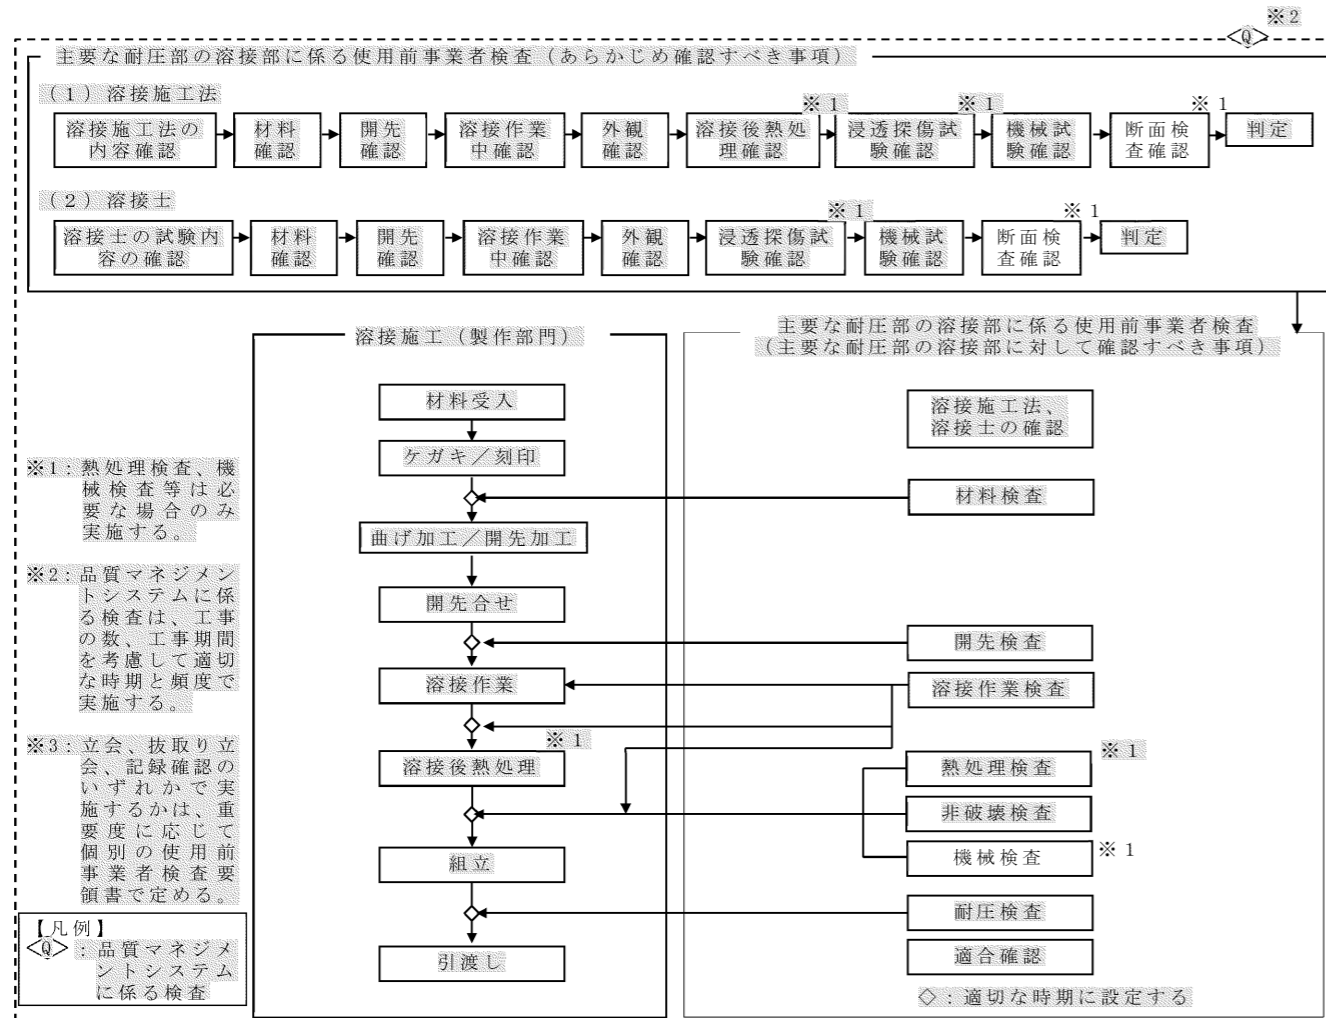 ※2
<Q>
主要な耐圧部の溶接部に係る使用前事業者検査（あらかじめ確認すべき事項）
（１）溶接施工法
※1
※1
※1
溶接施工法の
内容確認
材料
確認
開先
確認
溶接作業
中確認
外観
確認
溶接後熱処
理確認
浸透探傷試
験確認
機械試
験確認
断面検
査確認
判定
（２）溶接士
※1
※1
溶接士の試験内
容の確認
材料
確認
開先
確認
溶接作業
中確認
外観
確認
浸透探傷試
験確認
機械試
験確認
断面検
査確認
判定
溶接施工（製作部門）
材料受入
ケガキ／刻印
曲げ加工／開先加工
開先合せ
溶接作業
※1
溶接後熱処理
組立
引渡し
主要な耐圧部の溶接部に係る使用前事業者検査
（主要な耐圧部の溶接部に対して確認すべき事項）
溶接施工法、
溶接士の確認
材料検査
開先検査
溶接作業検査
熱処理検査
※1
非破壊検査
機械検査
※1
耐圧検査
適合確認
◇：適切な時期に設定する
※1：熱処理検査、機
械検査等は必
要な場合のみ
実施する。
※2：品質マネジメン
トシステムに係
る検査は、工事
の数、工事期間
を考慮して適切
な時期と頻度で
実施する。
※3：立会、抜取り立
会、記録確認の
いずれかで実
施するかは、重
要度に応じて
個別の使用前
事業者検査要
領書で定める。
【凡例】
<Q>：品質マネジメ
ントシステム
に係る検査